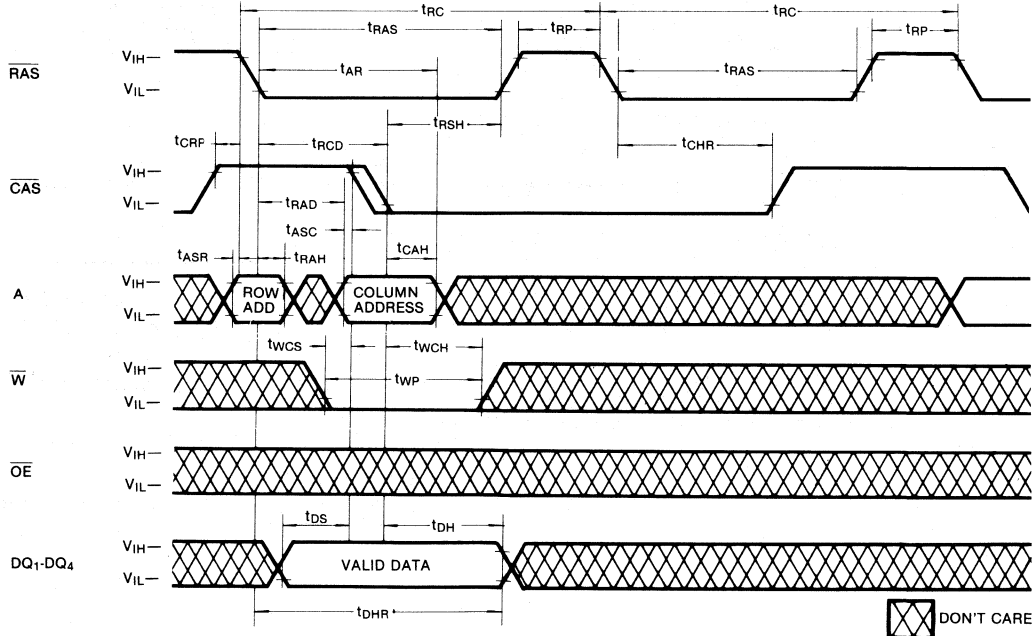 tRC tRC
tRAS tRP tRP
RAS VIH— tAR tRAS
VIL—
tRSH
tCRP tRCD tCHR
CAS VIH—
VIL— tRAD
tASC
tASR tRAH tCAH
A VIH— ROW ADD COLUMN ADDRESS
VIL—
tWCS tWCH
W VIH— tWP
VIL—
OE VIH—
VIL—
tDS tDH
DQ1-DQ4 VIH— VALID DATA
VIL—
tDHR
DON'T CARE